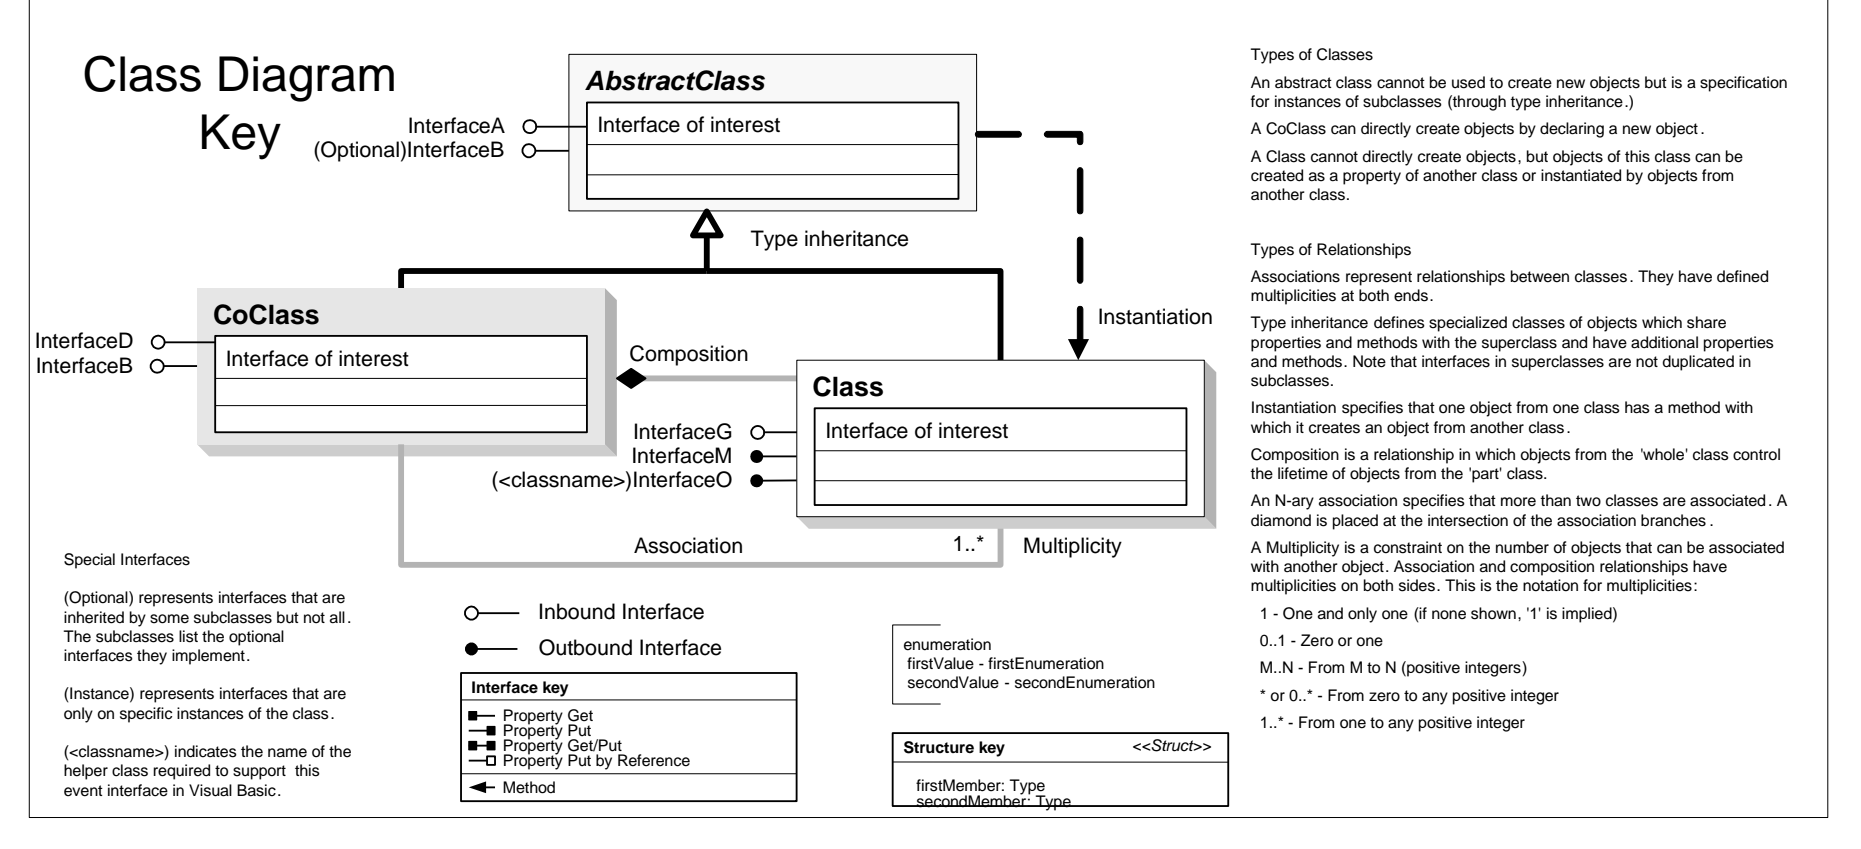 Class Diagram
Key
AbstractClass
InterfaceA
Interface of interest
(Optional)InterfaceB
Type inheritance
CoClass
InterfaceD
InterfaceB
Interface of interest
Composition
Instantiation
Class
InterfaceG
Interface of interest
InterfaceM
(<classname>)InterfaceO
Association
1..*
Multiplicity
Special Interfaces
(Optional) represents interfaces that are
inherited by some subclasses but not all.
The subclasses list the optional
interfaces they implement.
(Instance) represents interfaces that are
only on specific instances of the class.
(<classname>) indicates the name of the
helper class required to support this
event interface in Visual Basic.
Inbound Interface
Outbound Interface
Interface key
Property Get
Property Put
Property Get/Put
Property Put by Reference
Method
enumeration
firstValue - firstEnumeration
secondValue - secondEnumeration
Structure key
<<Struct>>
firstMember: Type
secondMember: Type
Types of Classes
An abstract class cannot be used to create new objects but is a specification
for instances of subclasses (through type inheritance.)
A CoClass can directly create objects by declaring a new object.
A Class cannot directly create objects, but objects of this class can be
created as a property of another class or instantiated by objects from
another class.
Types of Relationships
Associations represent relationships between classes. They have defined
multiplicities at both ends.
Type inheritance defines specialized classes of objects which share
properties and methods with the superclass and have additional properties
and methods. Note that interfaces in superclasses are not duplicated in
subclasses.
Instantiation specifies that one object from one class has a method with
which it creates an object from another class.
Composition is a relationship in which objects from the 'whole' class control
the lifetime of objects from the 'part' class.
An N-ary association specifies that more than two classes are associated. A
diamond is placed at the intersection of the association branches.
A Multiplicity is a constraint on the number of objects that can be associated
with another object. Association and composition relationships have
multiplicities on both sides. This is the notation for multiplicities:
1 - One and only one (if none shown, '1' is implied)
0..1 - Zero or one
M..N - From M to N (positive integers)
* or 0..* - From zero to any positive integer
1..* - From one to any positive integer